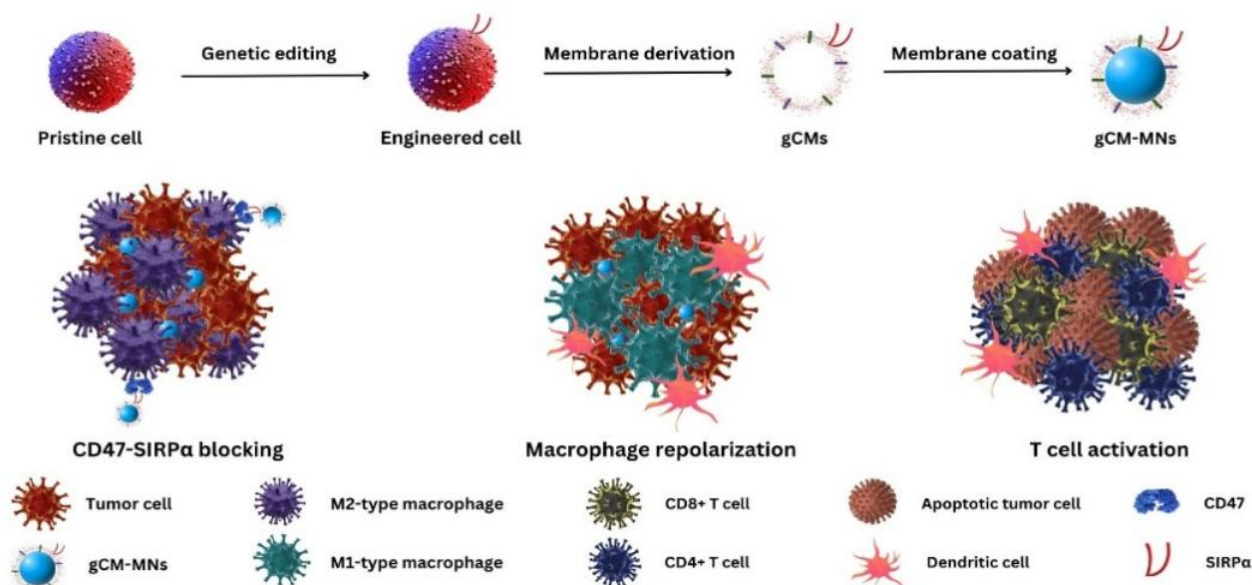 Genetic editing
Membrane derivation
Membrane coating
Pristine cell
Engineered cell
gCMs
gCM-MNs
CD47-SIRPα blocking
Macrophage repolarization
T cell activation
Tumor cell
M2-type macrophage
CD8+ T cell
Apoptotic tumor cell
CD47
gCM-MNs
M1-type macrophage
CD4+ T cell
Dendritic cell
SIRPα